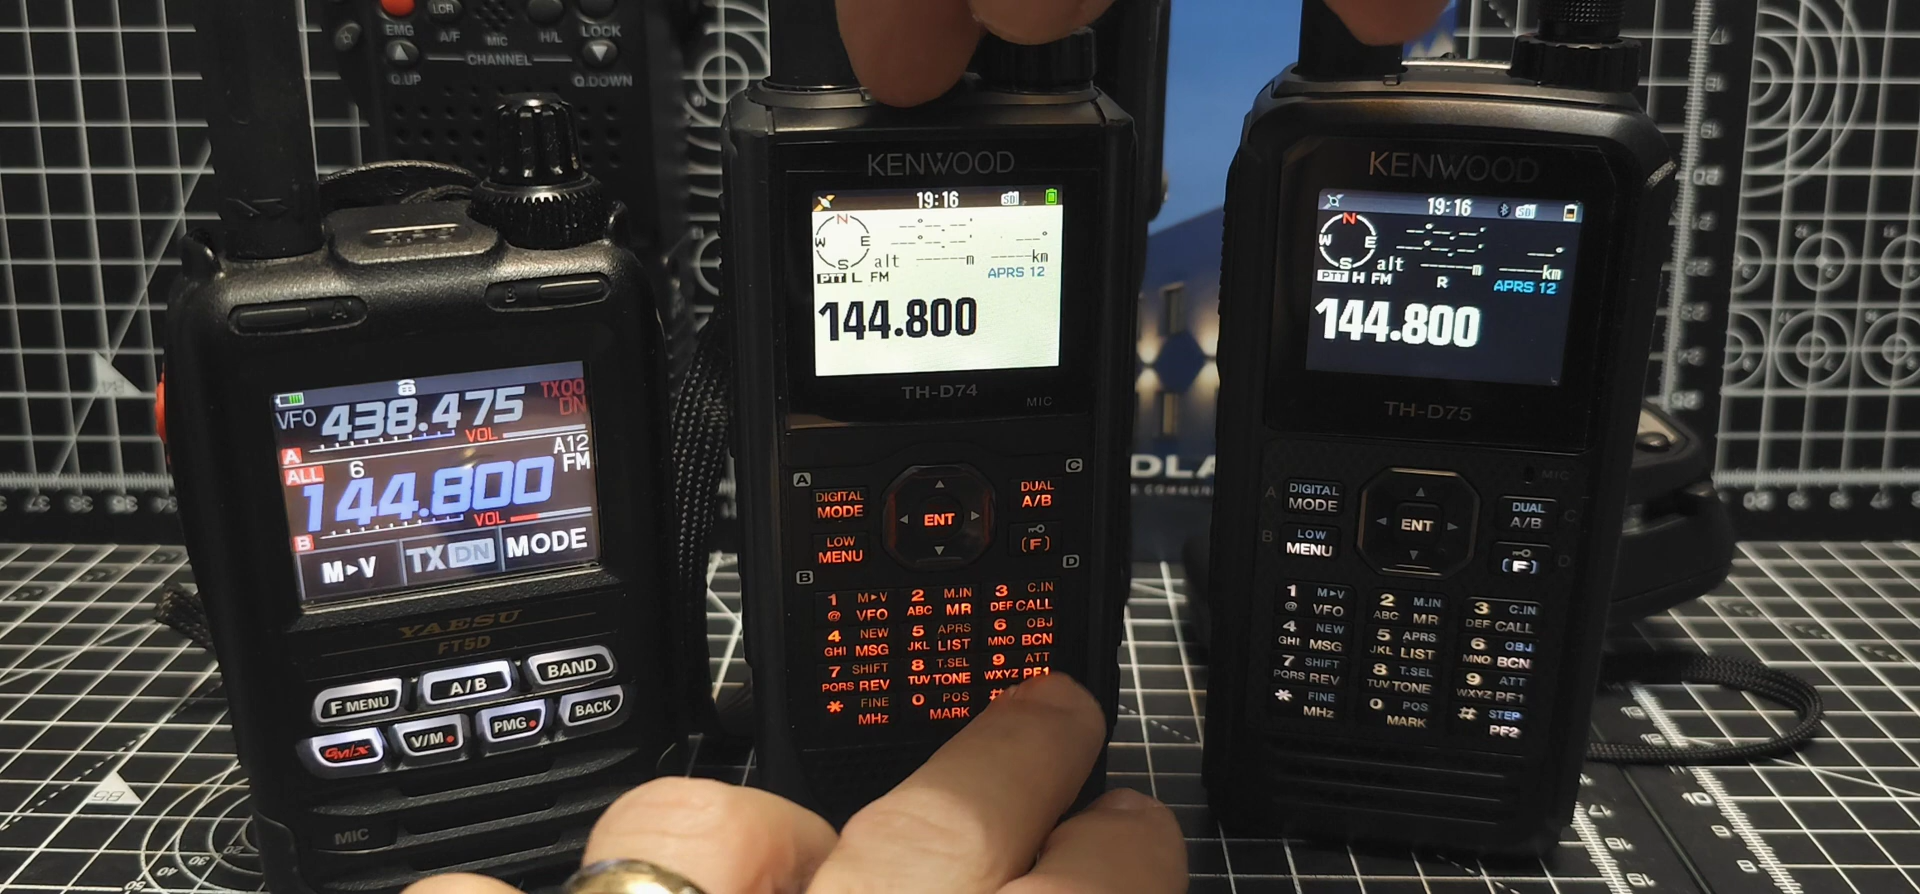 EMG
LCR
A/F
MIC
H/L
LOCK
CHANNEL
Q.UP
Q.DOWN
VFO 438.475 TX00
DN
VOL
A
A12
ALL 6 FM
144.800
VOL
B
M▸V TX DN MODE
YAESU
FT5D
F MENU A/B BAND
GM/X V/M PMG BACK
MIC
KENWOOD
19:16 SD
N
W E
S
alt m km
PTT L FM APRS 12
144.800
TH-D74
MIC
A C
DIGITAL MODE ENT DUAL A/B
LOW MENU (F)
B D
1 M▸V 2 M.IN 3 C.IN
@ VFO ABC MR DEF CALL
4 NEW 5 APRS 6 OBJ
GHI MSG JKL LIST MNO BCN
7 SHIFT 8 T.SEL 9 ATT
PQRS REV TUV TONE WXYZ PF1
* FINE 0 POS #
MHz MARK
DLA
KENWOOD
19:16 SD
N
W E
S
alt m km
PTT H FM R APRS 12
144.800
TH-D75
MIC
A C
DIGITAL MODE ENT DUAL A/B
LOW MENU (F)
B D
1 M▸V 2 M.IN 3 C.IN
@ VFO ABC MR DEF CALL
4 NEW 5 APRS 6 OBJ
GHI MSG JKL LIST MNO BCN
7 SHIFT 8 T.SEL 9 ATT
PQRS REV TUV TONE WXYZ PF1
* FINE 0 POS # STEP
MHz MARK PF2